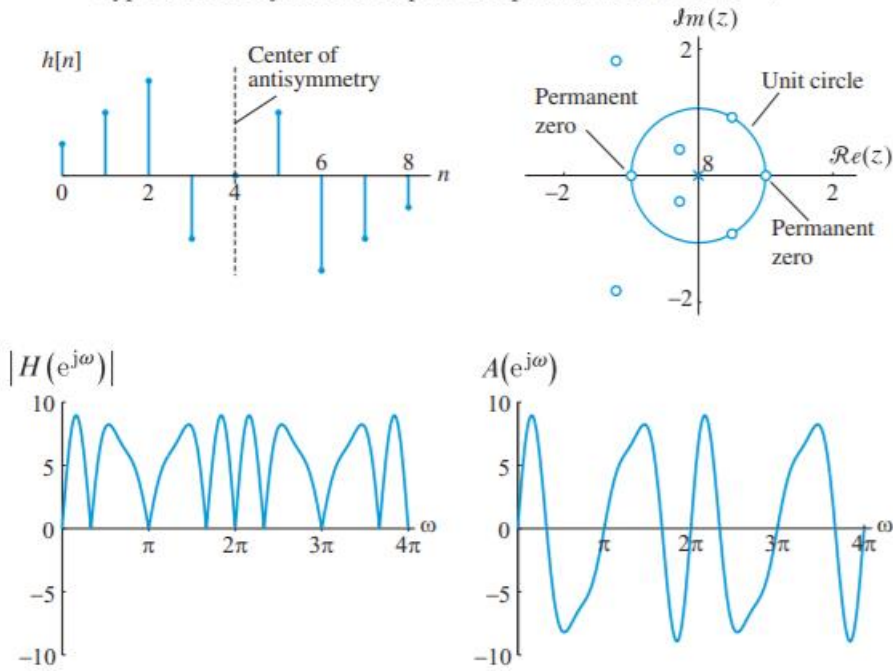 h[n]
Center of
antisymmetry
0
2
4
5
6
8
n
𝓘m(z)
2
Unit circle
Permanent
zero
8
𝓡e(z)
−2
2
Permanent
zero
−2
|H(e^{jω})|
10
5
0
−5
−10
π
2π
3π
4π
ω
A(e^{jω})
10
5
0
−5
−10
π
2π
3π
4π
ω